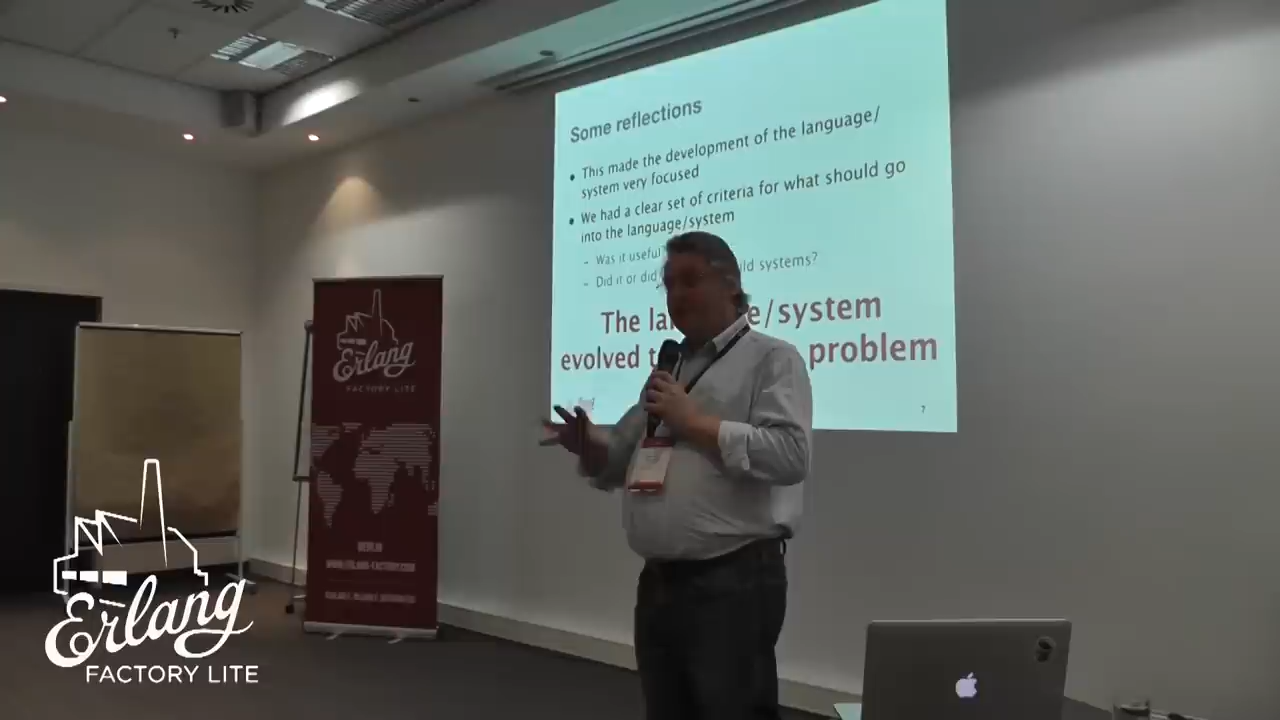 Some reflections
• This made the development of the language/
system very focused
• We had a clear set of criteria for what should go
into the language/system
– Was it useful
– Did it or did systems?
The /system
evolved problem
7
Erlang
FACTORY LITE
BERLIN
WWW.ERLANG-FACTORY.COM
Erlang
FACTORY LITE